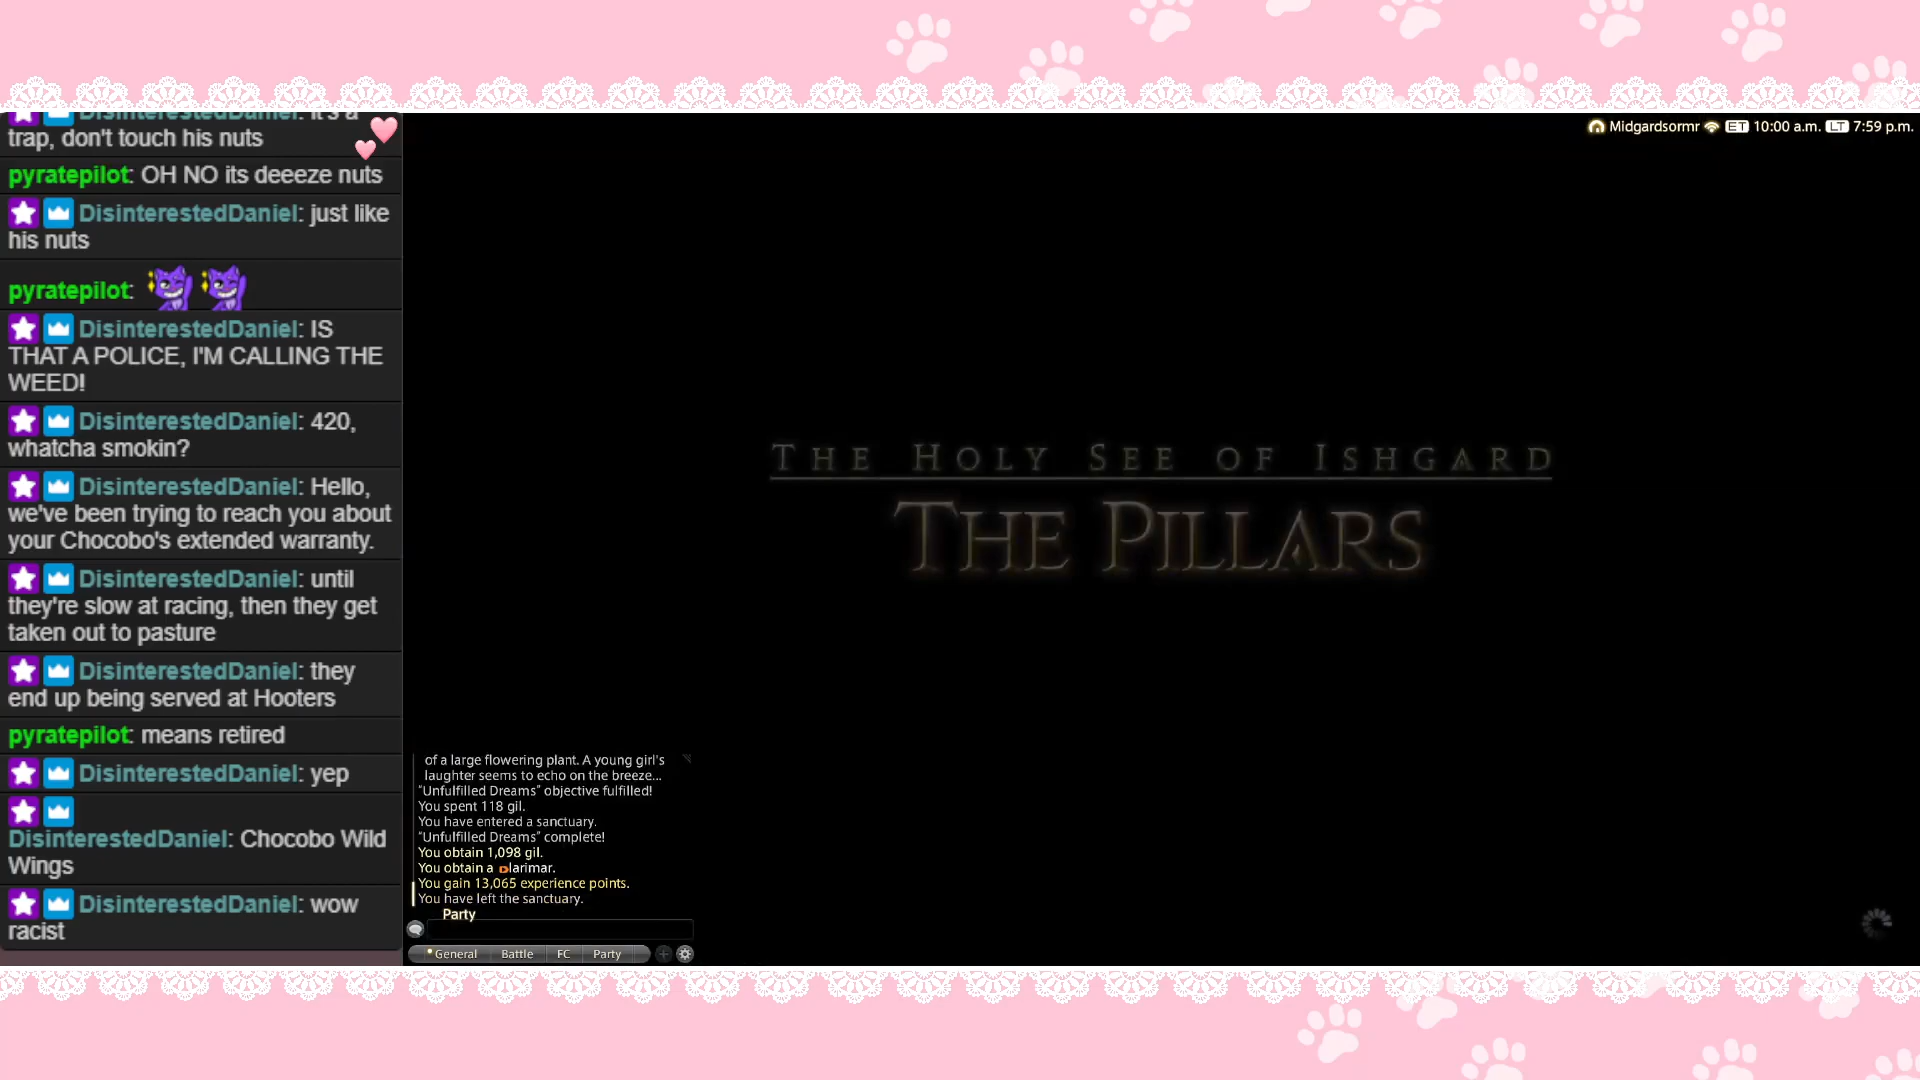 DisinterestedDaniel: it's a
trap, don't touch his nuts
pyratepilot: OH NO its deeeze nuts
DisinterestedDaniel: just like
his nuts
pyratepilot:
DisinterestedDaniel: IS
THAT A POLICE, I'M CALLING THE
WEED!
DisinterestedDaniel: 420,
whatcha smokin?
DisinterestedDaniel: Hello,
we've been trying to reach you about
your Chocobo's extended warranty.
DisinterestedDaniel: until
they're slow at racing, then they get
taken out to pasture
DisinterestedDaniel: they
end up being served at Hooters
pyratepilot: means retired
DisinterestedDaniel: yep
DisinterestedDaniel: Chocobo Wild
Wings
DisinterestedDaniel: wow
racist
Midgardsormr ET 10:00 a.m. LT 7:59 p.m.
THE HOLY SEE OF ISHGARD
THE PILLARS
of a large flowering plant. A young girl's
laughter seems to echo on the breeze...
"Unfulfilled Dreams" objective fulfilled!
You spent 118 gil.
You have entered a sanctuary.
"Unfulfilled Dreams" complete!
You obtain 1,098 gil.
You obtain a larimar.
You gain 13,065 experience points.
You have left the sanctuary.
Party
General Battle FC Party